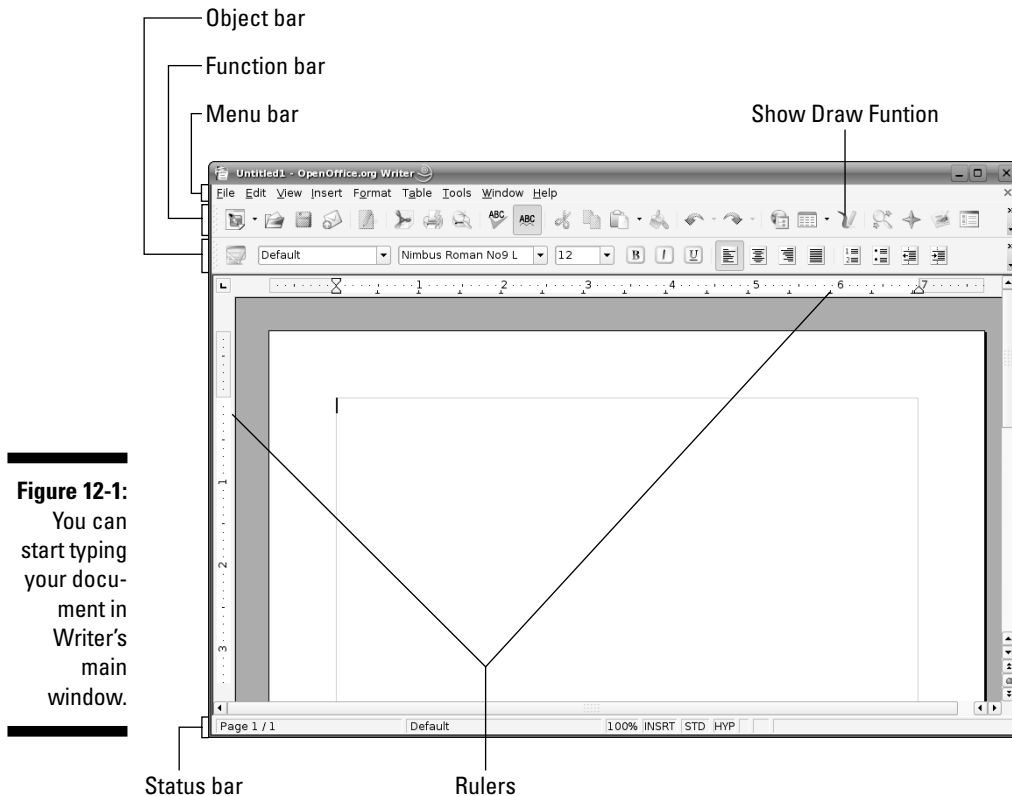 Object bar
Function bar
Menu bar
Show Draw Funtion
Untitled1 - OpenOffice.org Writer
File Edit View Insert Format Table Tools Window Help
ABC ABC
Default Nimbus Roman No9 L 12 B I U
1 2 3 4 5 6 7
1
2
3
Figure 12-1:
You can
start typing
your docu-
ment in
Writer's
main
window.
Page 1 / 1 Default 100% INSRT STD HYP
Status bar
Rulers